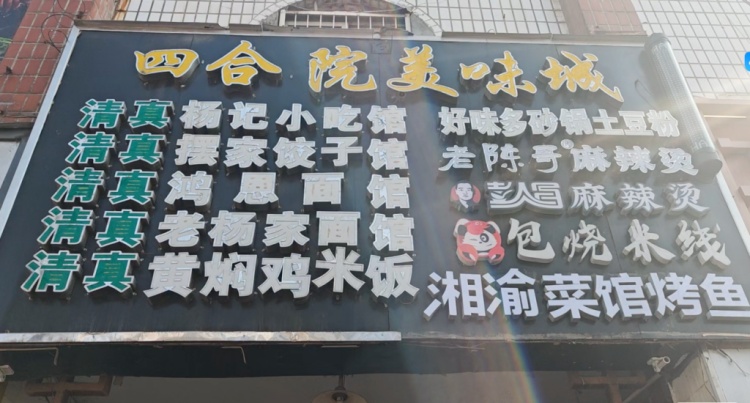 四合院美味城
清真杨记小吃馆
清真摆家饺子馆
清真鸿恩面馆
清真老杨家面馆
清真黄焖鸡米饭
好味多砂锅土豆粉
老陈奇麻辣烫
麻辣烫
包烧米线
湘渝菜馆烤鱼